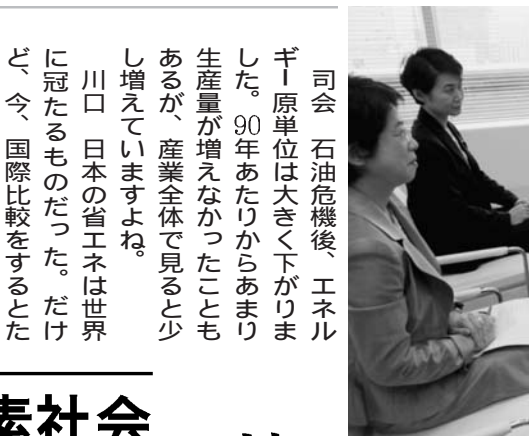 司会　石油危機後、エネル
ギー原単位は大きく下がりま
した。90年あたりからあまり
生産量が増えなかったことも
あるが、産業全体で見ると少
し増えていますよね。
川口　日本の省エネは世界
に冠たるものだった。だけ
ど、今、国際比較をするとた
素社会